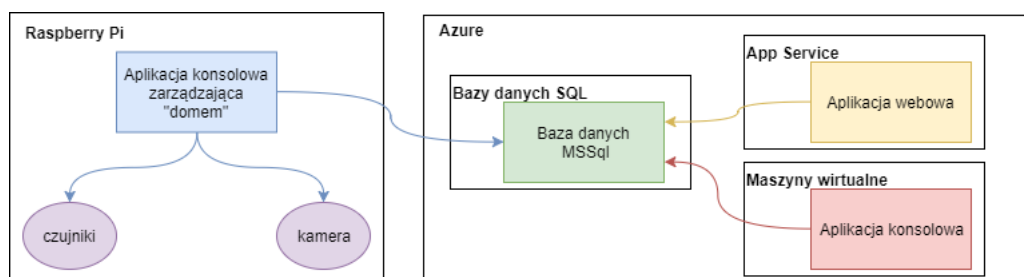 Raspberry Pi
Aplikacja konsolowa
zarządzająca
"domem"
czujniki
kamera
Azure
Bazy danych SQL
Baza danych
MSSql
App Service
Aplikacja webowa
Maszyny wirtualne
Aplikacja konsolowa